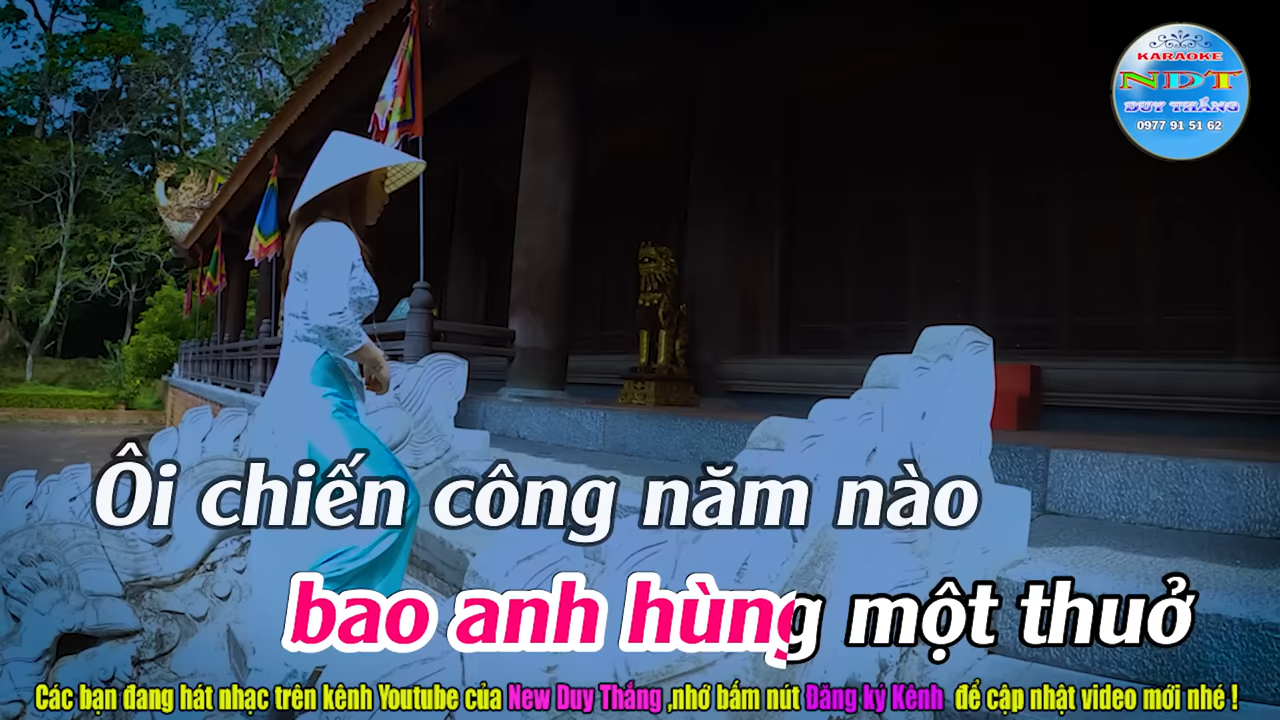 KARAOKE
NDT
DUY THẮNG
0977 91 51 62
Ôi chiến công năm nào
bao anh hùng một thuở
Các bạn đang hát nhạc trên kênh Youtube của New Duy Thắng ,nhớ bấm nút Đăng ký Kênh để cập nhật video mới nhé !